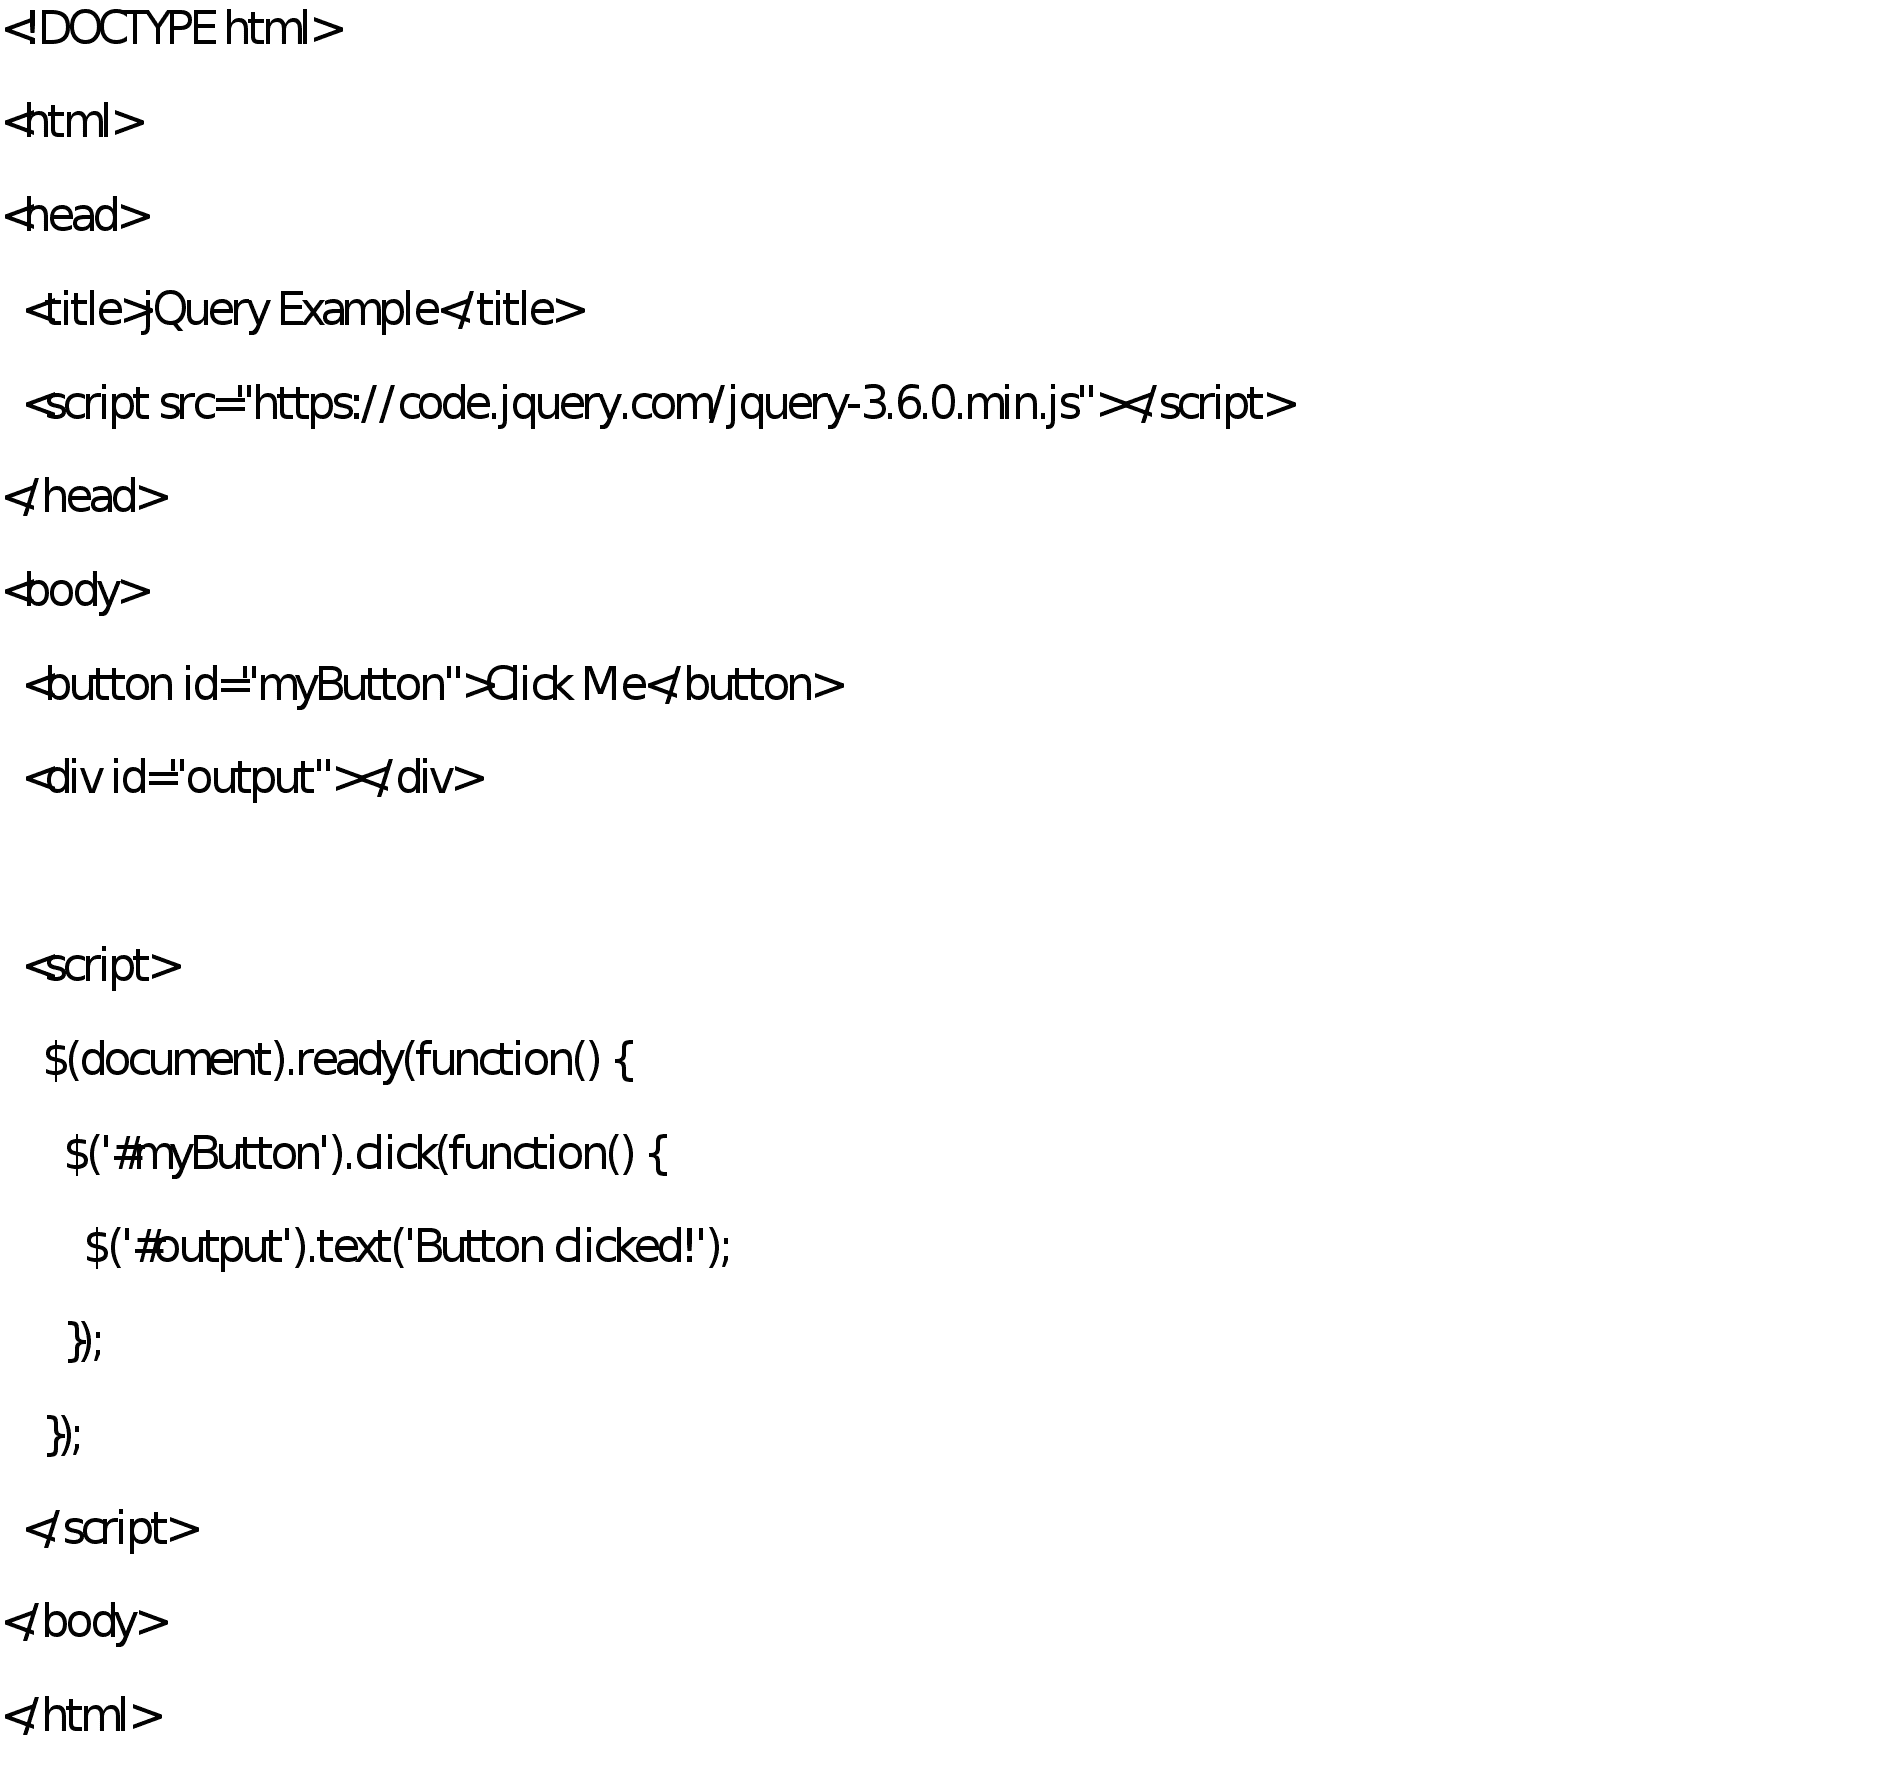 <!DOCTYPE html>
<html>
<head>
  <title>jQuery Example</title>
  <script src="https://code.jquery.com/jquery-3.6.0.min.js"></script>
</head>
<body>
  <button id="myButton">Click Me</button>
  <div id="output"></div>

  <script>
    $(document).ready(function() {
      $('#myButton').click(function() {
        $('#output').text('Button clicked!');
      });
    });
  </script>
</body>
</html>